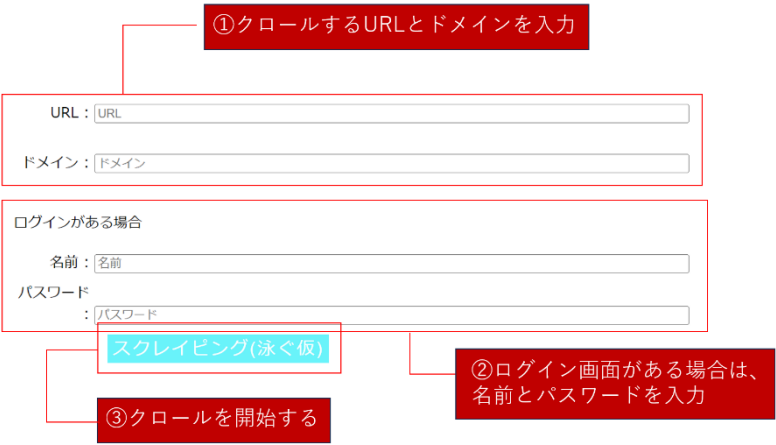 ①クロールするURLとドメインを入力
URL：
URL
ドメイン：
ドメイン
ログインがある場合
名前：
名前
パスワード
：
パスワード
スクレイピング(泳ぐ仮)
②ログイン画面がある場合は、
名前とパスワードを入力
③クロールを開始する